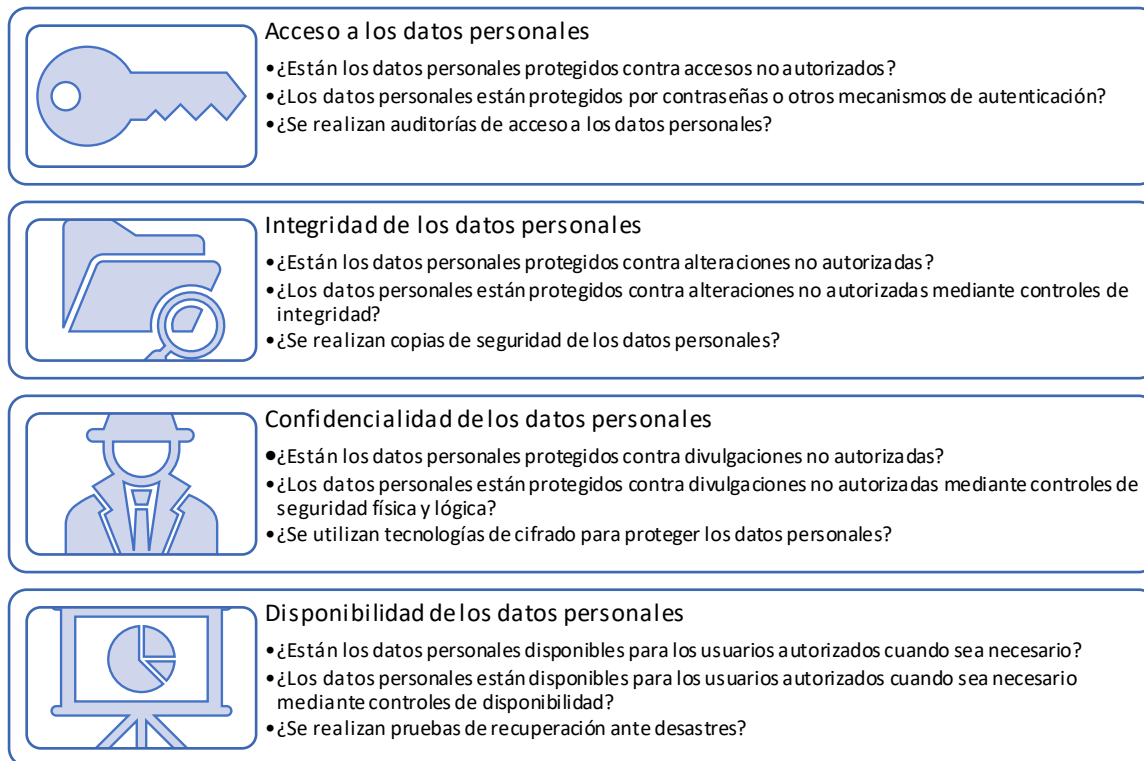 Acceso a los datos personales
•¿Están los datos personales protegidos contra accesos no autorizados?
•¿Los datos personales están protegidos por contraseñas o otros mecanismos de autenticación?
•¿Se realizan auditorías de acceso a los datos personales?
Integridad de los datos personales
•¿Están los datos personales protegidos contra alteraciones no autorizadas?
•¿Los datos personales están protegidos contra alteraciones no autorizadas mediante controles de
integridad?
•¿Se realizan copias de seguridad de los datos personales?
Confidencialidad de los datos personales
•¿Están los datos personales protegidos contra divulgaciones no autorizadas?
•¿Los datos personales están protegidos contra divulgaciones no autorizadas mediante controles de
seguridad física y lógica?
•¿Se utilizan tecnologías de cifrado para proteger los datos personales?
Disponibilidad de los datos personales
•¿Están los datos personales disponibles para los usuarios autorizados cuando sea necesario?
•¿Los datos personales están disponibles para los usuarios autorizados cuando sea necesario
mediante controles de disponibilidad?
•¿Se realizan pruebas de recuperación ante desastres?